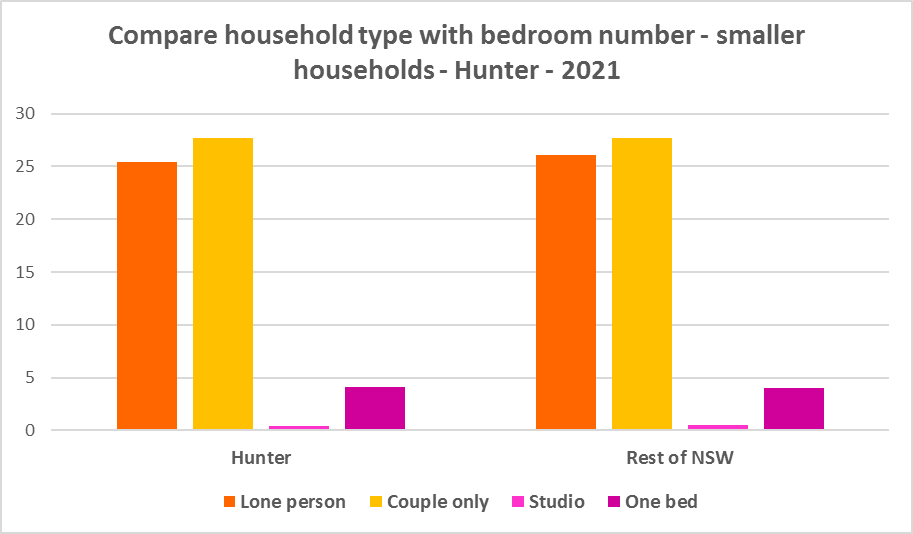 Compare household type with bedroom number - smaller
households - Hunter - 2021
30
25
20
15
10
5
0
Hunter Rest of NSW
Lone person Couple only Studio One bed